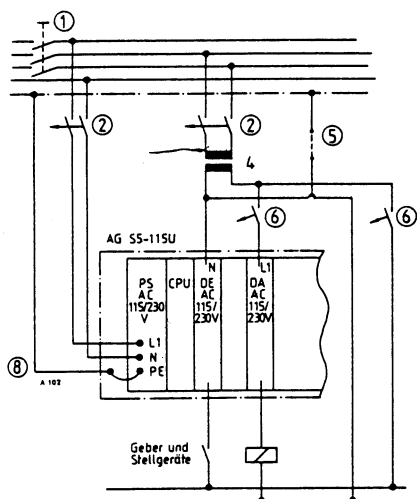 1
2
2
5
4
6
6
AG S5-115U
PS
AC
115/230
V
CPU
N
DE
AC
115/
230V
L1
DA
AC
115/
230V
L1
N
PE
8
A 102
Geber und
Stellgeräte